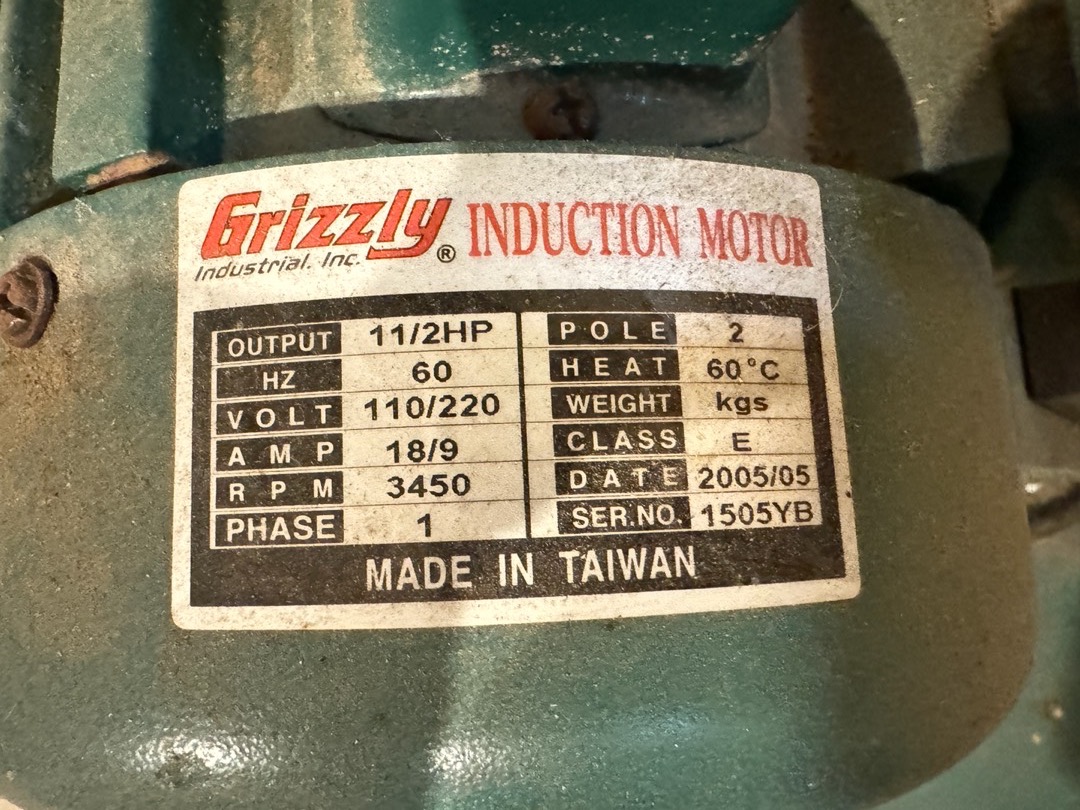 Grizzly® INDUCTION MOTOR
Industrial. Inc.
OUTPUT 11/2HP POLE 2
HZ 60 HEAT 60°C
VOLT 110/220 WEIGHT kgs
AMP 18/9 CLASS E
RPM 3450 DATE 2005/05
PHASE 1 SER.NO. 1505YB
MADE IN TAIWAN